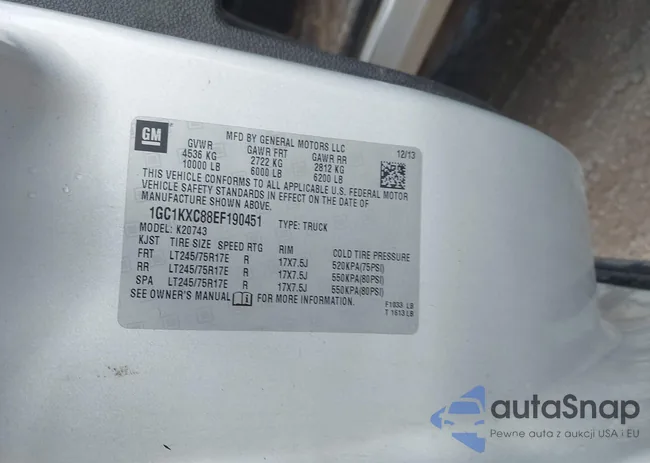 GM
MFD BY GENERAL MOTORS LLC
GVWR GAWR FRT GAWR RR 12/13
4536 KG 2722 KG 2812 KG
10000 LB 6000 LB 6200 LB
THIS VEHICLE CONFORMS TO ALL APPLICABLE U.S. FEDERAL MOTOR
VEHICLE SAFETY STANDARDS IN EFFECT ON THE DATE OF
MANUFACTURE SHOWN ABOVE.
1GC1KXC88EF190451 TYPE: TRUCK
MODEL: K20743
KJST TIRE SIZE SPEED RTG RIM COLD TIRE PRESSURE
FRT LT245/75R17E R 17X7.5J 520KPA(75PSI)
RR LT245/75R17E R 17X7.5J 550KPA(80PSI)
SPA LT245/75R17E R 17X7.5J 550KPA(80PSI)
SEE OWNER'S MANUAL FOR MORE INFORMATION.
F1033 LB
T 1613 LB
autaSnap
Pewne auta z aukcji USA i EU